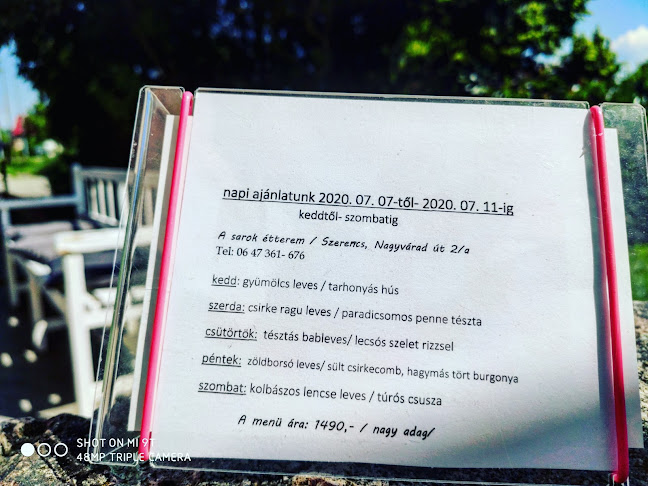 napi ajánlatunk 2020. 07. 07-től- 2020. 07. 11-ig
keddtől- szombatig
A sarok étterem / Szerencs, Nagyvárad út 2/a
Tel: 06 47 361- 676
kedd: gyümölcs leves / tarhonyás hús
szerda: csirke ragu leves / paradicsomos penne tészta
csütörtök: tésztás bableves/ lecsós szelet rizzsel
péntek: zöldborsó leves/ sült csirkecomb, hagymás tört burgonya
szombat: kolbászos lencse leves / túrós csusza
A menü ára: 1490,- / nagy adag/
SHOT ON MI 9T
48MP TRIPLE CAMERA